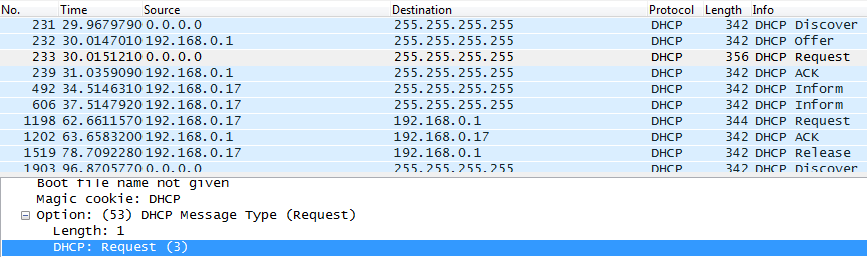 No. Time Source Destination Protocol Length Info
231 29.9679790 0.0.0.0 255.255.255.255 DHCP 342 DHCP Discover
232 30.0147010 192.168.0.1 255.255.255.255 DHCP 342 DHCP Offer
233 30.0151210 0.0.0.0 255.255.255.255 DHCP 356 DHCP Request
239 31.0359090 192.168.0.1 255.255.255.255 DHCP 342 DHCP ACK
492 34.5146310 192.168.0.17 255.255.255.255 DHCP 342 DHCP Inform
606 37.5147920 192.168.0.17 255.255.255.255 DHCP 342 DHCP Inform
1198 62.6611570 192.168.0.17 192.168.0.1 DHCP 344 DHCP Request
1202 63.6583200 192.168.0.1 192.168.0.17 DHCP 342 DHCP ACK
1519 78.7092280 192.168.0.17 192.168.0.1 DHCP 342 DHCP Release
1903 96.8705770 0.0.0.0 255.255.255.255 DHCP 342 DHCP Discover
Boot file name not given
Magic cookie: DHCP
Option: (53) DHCP Message Type (Request)
Length: 1
DHCP: Request (3)